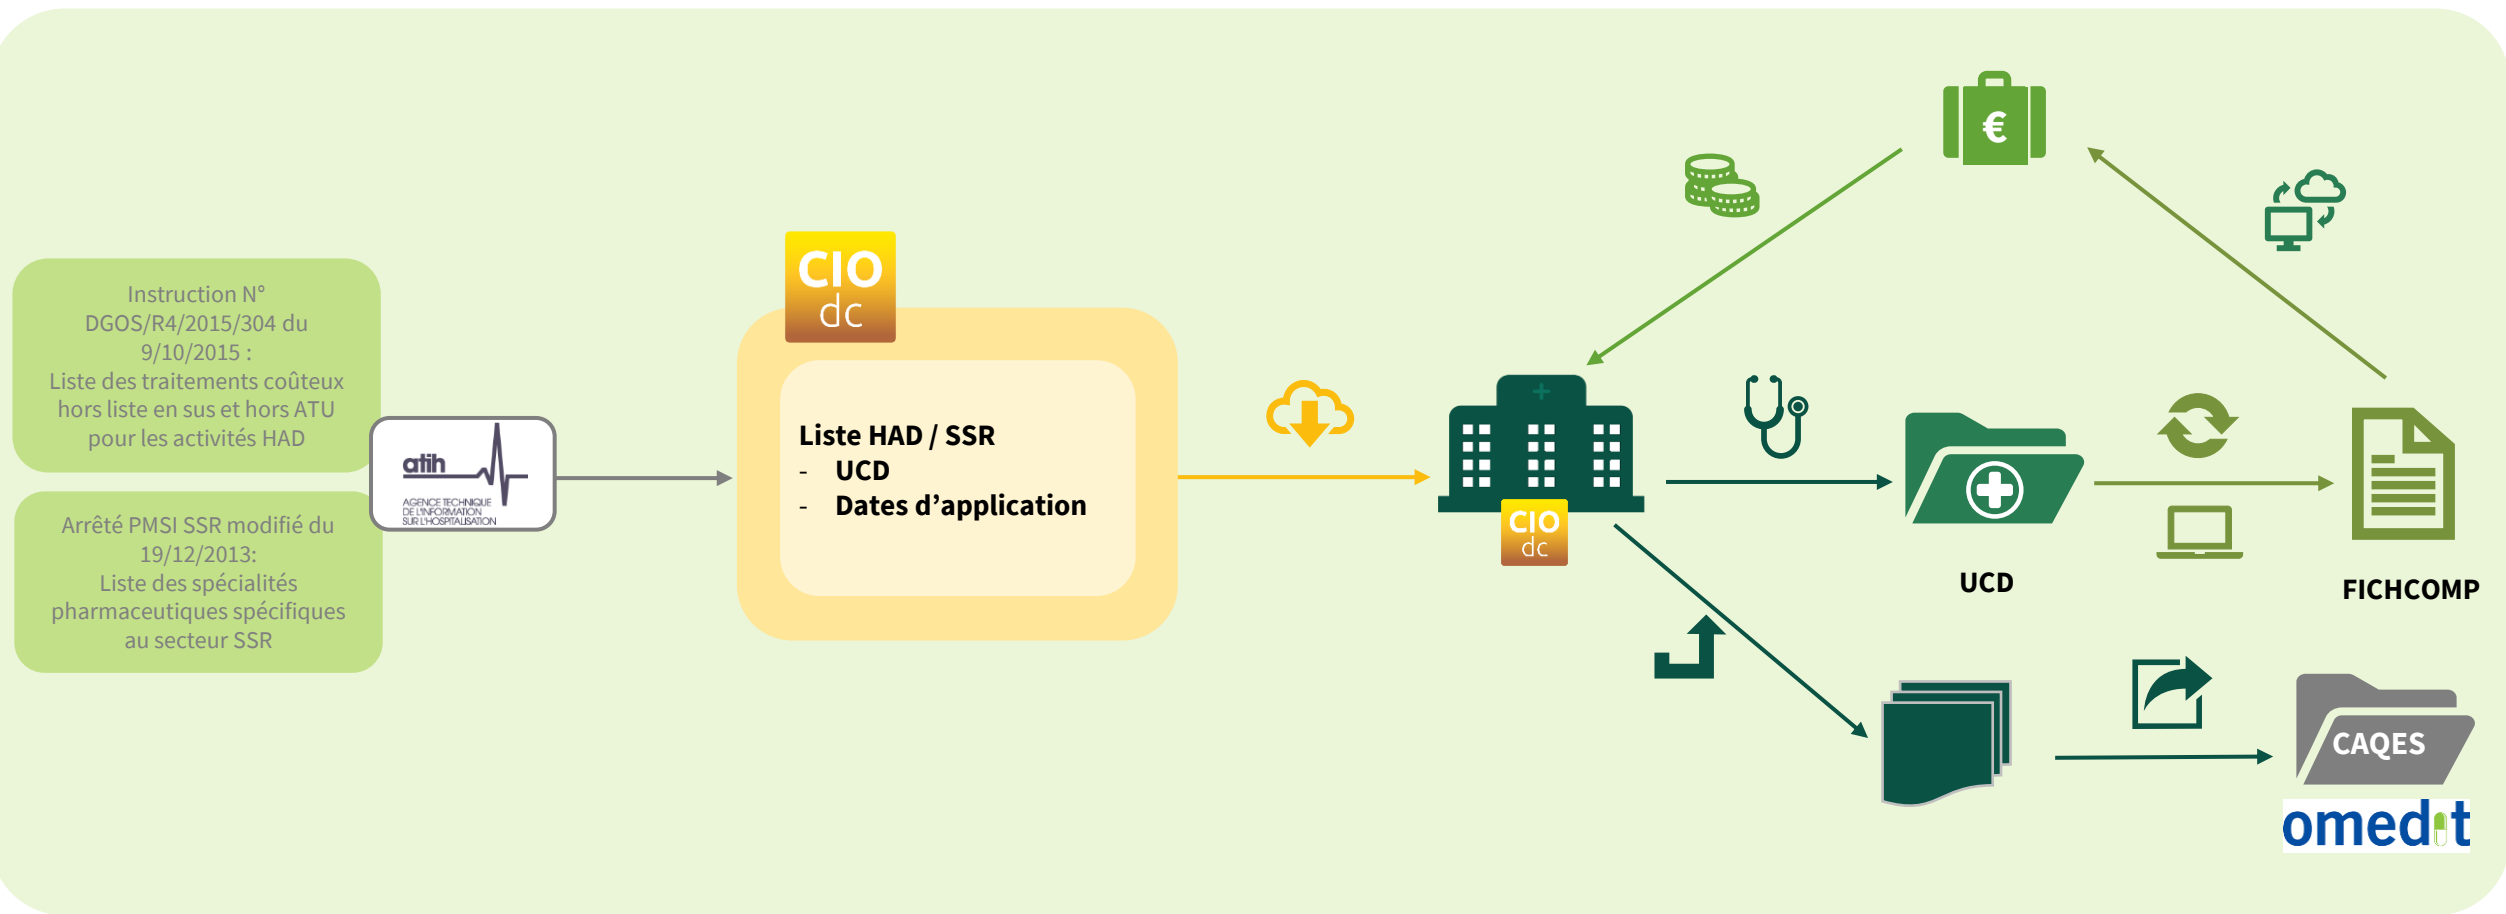 €
CIO
dc
Instruction N°
DGOS/R4/2015/304 du
9/10/2015 :
Liste des traitements coûteux
hors liste en sus et hors ATU
pour les activités HAD
atih
AGENCE TECHNIQUE
DE L'INFORMATION
SUR L'HOSPITALISATION
Arrêté PMSI SSR modifié du
19/12/2013:
Liste des spécialités
pharmaceutiques spécifiques
au secteur SSR
Liste HAD / SSR
- UCD
- Dates d’application
CIO
dc
UCD
FICHCOMP
CAQES
omedit